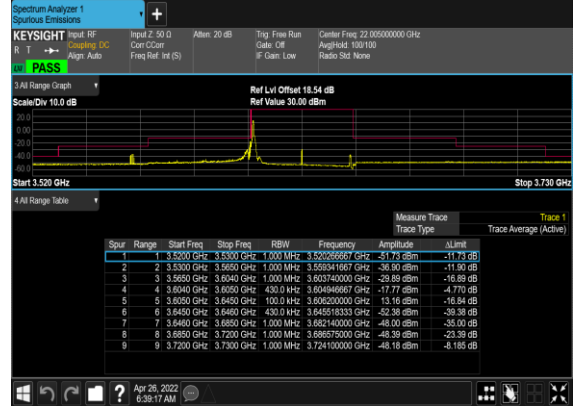 Spectrum Analyzer 1
Spurious Emissions
+
KEYSIGHT Input: RF Input Z: 50 Ω Atten: 20 dB Trig: Free Run Center Freq: 22.005000000 GHz
R T Coupling: DC Corr CCorr Gate: Off Avg|Hold: 100/100
Align: Auto Freq Ref: Int (S) IF Gain: Low Radio Std: None
PASS
3 All Range Graph Ref Lvl Offset 18.54 dB
Scale/Div 10.0 dB Ref Value 30.00 dBm
20.0
0.00
-20.0
-40.0
-60.0
Start 3.520 GHz Stop 3.730 GHz
4 All Range Table
Measure Trace Trace 1
Trace Type Trace Average (Active)
Spur Range Start Freq Stop Freq RBW Frequency Amplitude ΔLimit
1 1 3.5200 GHz 3.5300 GHz 1.000 MHz 3.520266667 GHz -51.73 dBm -11.73 dB
2 2 3.5300 GHz 3.5650 GHz 1.000 MHz 3.559341667 GHz -36.90 dBm -11.90 dB
3 3 3.5650 GHz 3.6040 GHz 1.000 MHz 3.603740000 GHz -29.89 dBm -16.89 dB
4 4 3.6040 GHz 3.6050 GHz 430.0 kHz 3.604946667 GHz -17.77 dBm -4.770 dB
5 5 3.6050 GHz 3.6450 GHz 100.0 kHz 3.606200000 GHz 13.16 dBm -16.84 dB
6 6 3.6450 GHz 3.6460 GHz 430.0 kHz 3.645518333 GHz -52.38 dBm -39.38 dB
7 7 3.6460 GHz 3.6850 GHz 1.000 MHz 3.682140000 GHz -48.00 dBm -35.00 dB
8 8 3.6850 GHz 3.7200 GHz 1.000 MHz 3.686575000 GHz -48.39 dBm -23.39 dB
9 9 3.7200 GHz 3.7300 GHz 1.000 MHz 3.724100000 GHz -48.18 dBm -8.185 dB
? Apr 26, 2022
6:39:17 AM